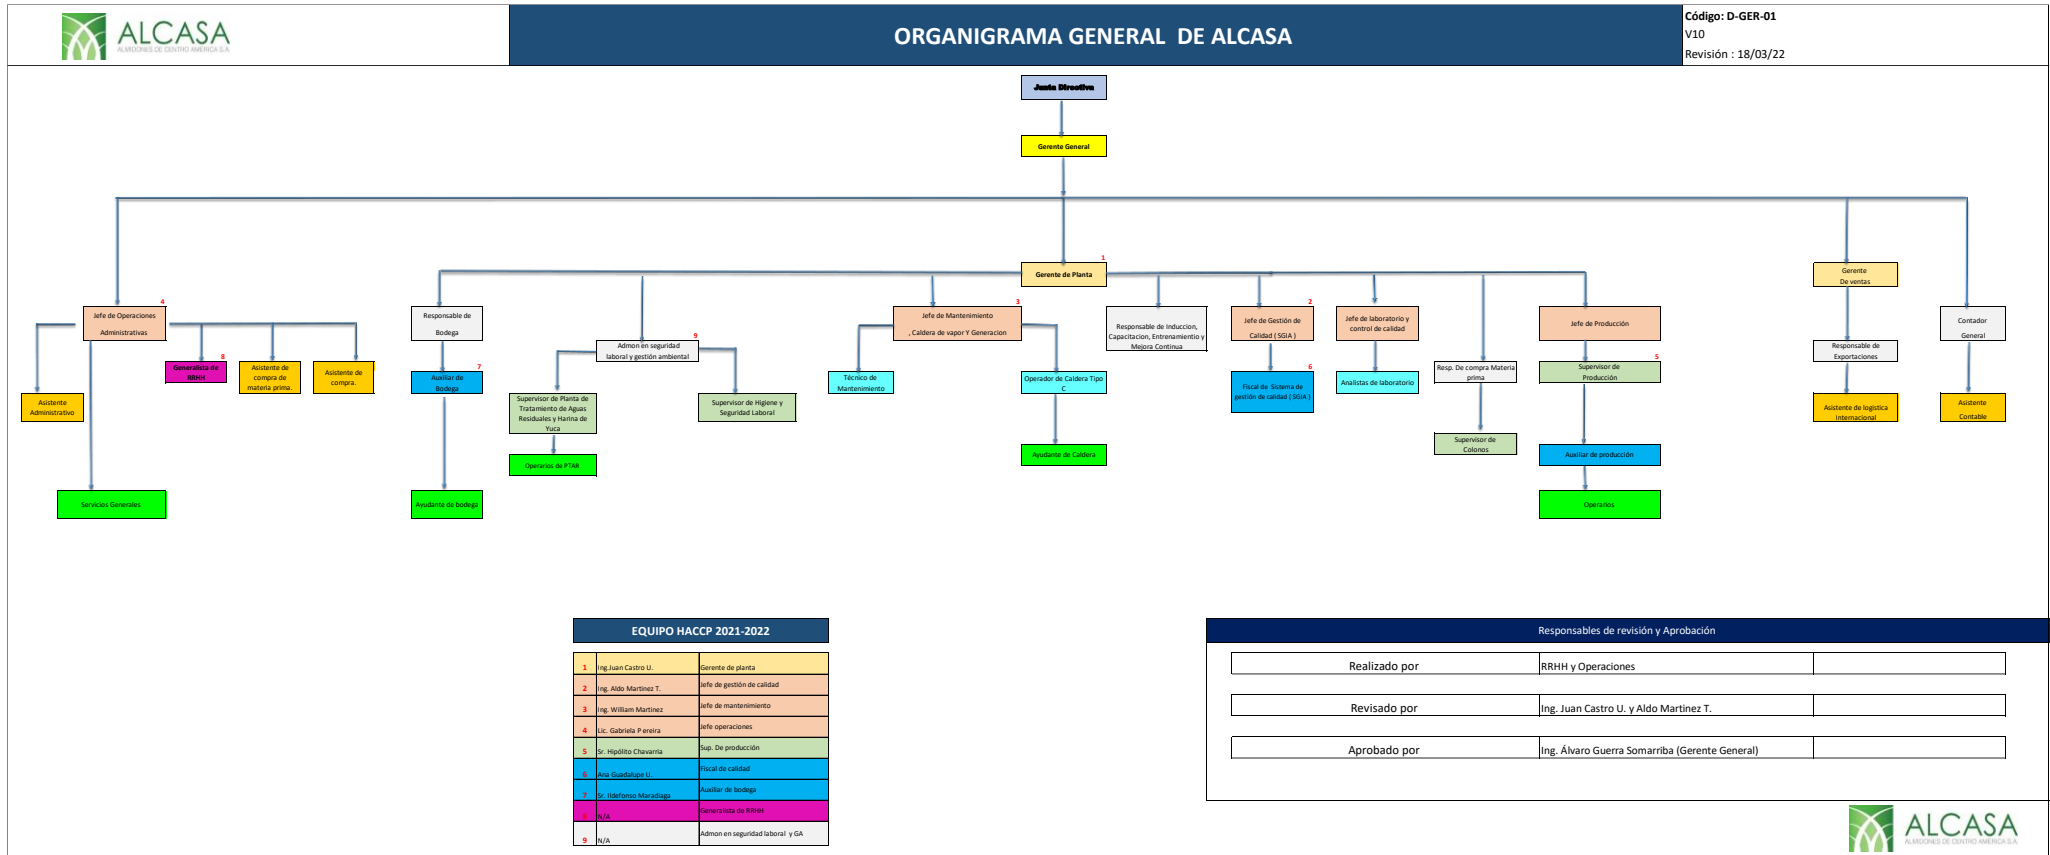 ALCASA
ALMIDONES DE CENTRO AMERICA S.A.
ORGANIGRAMA GENERAL DE ALCASA
Código: D-GER-01
V10
Revisión : 18/03/22
Junta Directiva
Gerente General
1
Gerente de Planta
Gerente
De ventas
4
Jefe de Operaciones
Administrativas
Responsable de
Bodega
3
Jefe de Mantenimiento
, Caldera de vapor Y Generacion
Responsable de Induccion,
Capacitacion, Entrenamientio y
Mejora Continua
2
Jefe de Gestión de
Calidad ( SGIA )
Jefe de laboratorio y
control de calidad
Jefe de Producción
Contador
General
9
Admon en seguridad
laboral y gestión ambiental
Responsable de
Exportaciones
8
Generalista de
RRHH
Asistente de
compra de
materia prima.
Asistente de
compra.
7
Auxiliar de
Bodega
Técnico de
Mantenimiento
Operador de Caldera Tipo
C
6
Fiscal de Sistema de
gestión de calidad ( SGIA )
Analistas de laboratorio
Resp. De compra Materia
prima
5
Supervisor de
Producción
Asistente
Administrativo
Supervisor de Planta de
Tratamiento de Aguas
Residuales y Harina de
Yuca
Supervisor de Higiene y
Seguridad Laboral
Asistente de logistica
Internacional
Asistente
Contable
Operarios de PTAR
Ayudante de Caldera
Supervisor de
Colonos
Auxiliar de producción
Servicios Generales
Ayudante de bodega
Operarios
EQUIPO HACCP 2021-2022
1 Ing.Juan Castro U. Gerente de planta
2 Ing. Aldo Martinez T. Jefe de gestión de calidad
3 Ing. William Martinez Jefe de mantenimiento
4 Lic. Gabriela P ereira Jefe operaciones
5 Sr. Hipólito Chavarria Sup. De producción
6 Ana Guadalupe U. Fiscal de calidad
7 Sr. Ildefonso Maradiaga Auxiliar de bodega
8 N/A Generalista de RRHH
9 N/A Admon en seguridad laboral y GA
Responsables de revisión y Aprobación
Realizado por RRHH y Operaciones
Revisado por Ing. Juan Castro U. y Aldo Martinez T.
Aprobado por Ing. Álvaro Guerra Somarriba (Gerente General)
ALCASA
ALMIDONES DE CENTRO AMERICA S.A.